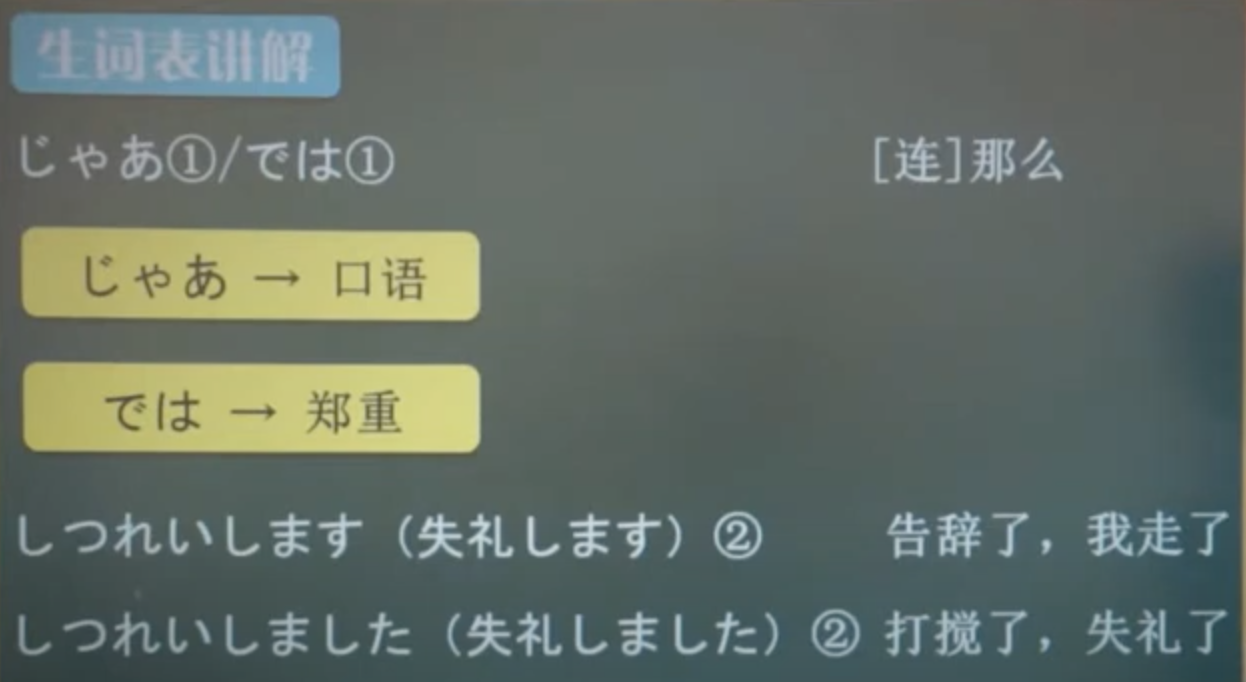 生词表讲解
じゃあ①/では① [连]那么
じゃあ → 口语
では → 郑重
しつれいします（失礼します）② 告辞了，我走了
しつれいしました（失礼しました）② 打搅了，失礼了